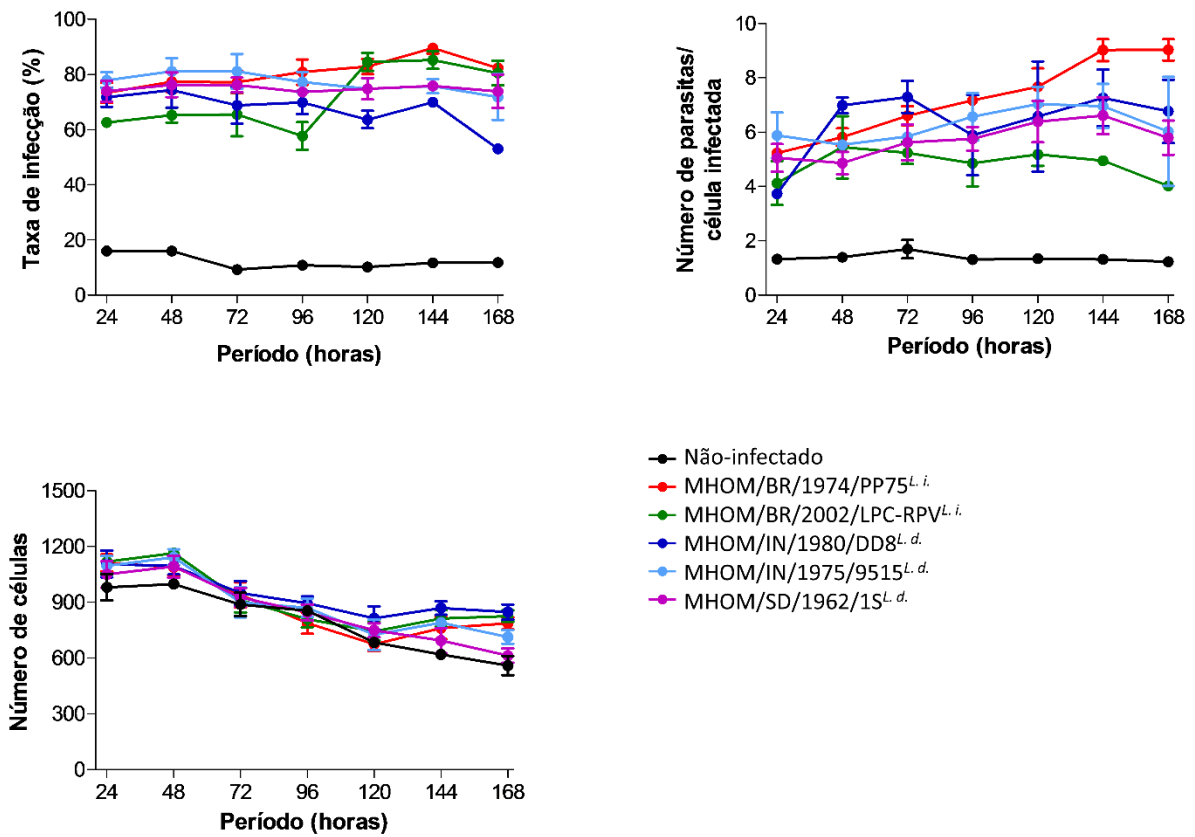 Taxa de infecção (%)
100
80
60
40
20
0
24 48 72 96 120 144 168
Período (horas)
Número de parasitas/
célula infectada
10
8
6
4
2
0
24 48 72 96 120 144 168
Período (horas)
Número de células
1500
1200
900
600
300
0
24 48 72 96 120 144 168
Período (horas)
Não-infectado
MHOM/BR/1974/PP75L. i.
MHOM/BR/2002/LPC-RPVL. i.
MHOM/IN/1980/DD8L. d.
MHOM/IN/1975/9515L. d.
MHOM/SD/1962/1SL. d.